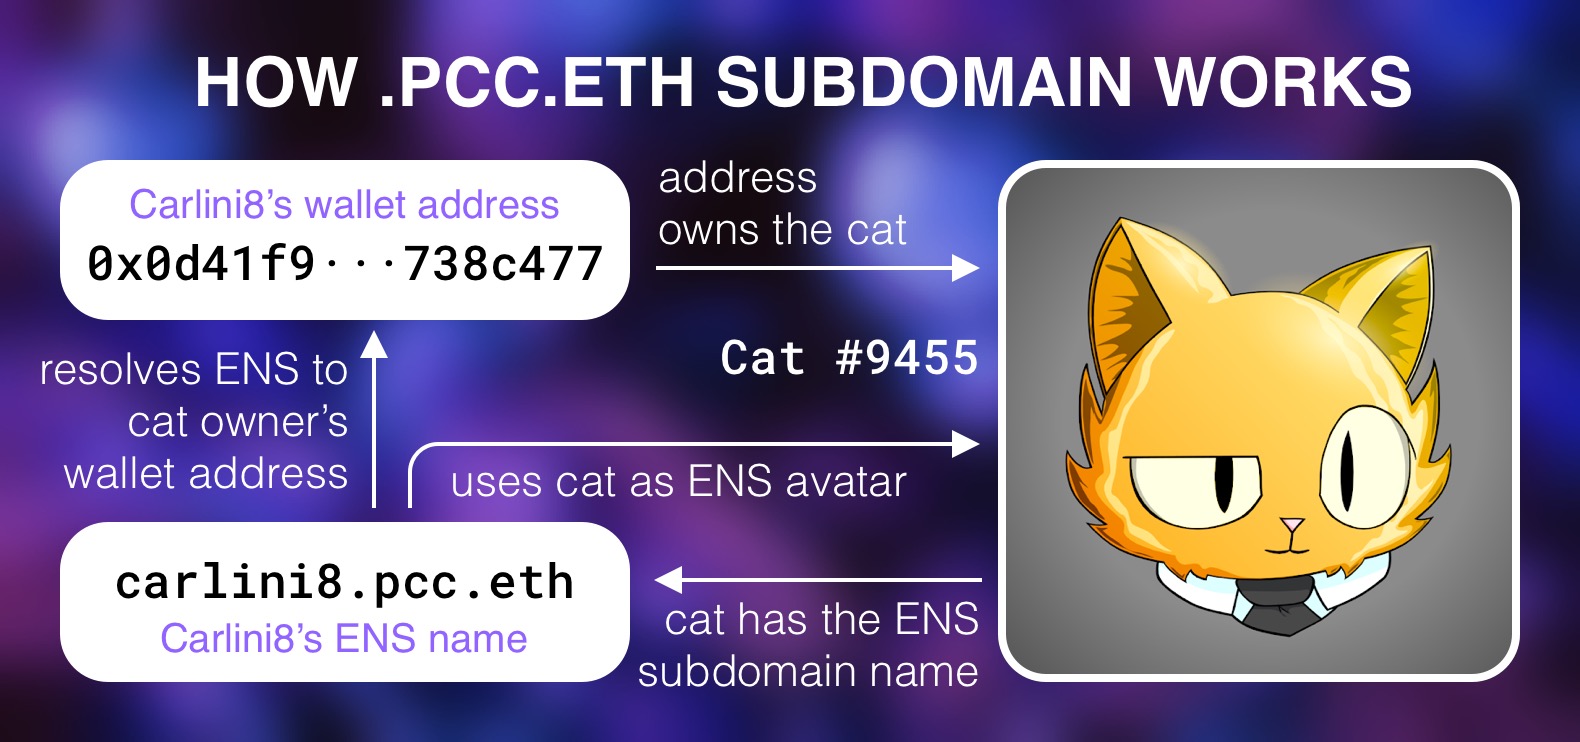 HOW .PCC.ETH SUBDOMAIN WORKS
Carlini8’s wallet address
0x0d41f9···738c477
address
owns the cat
Cat #9455
resolves ENS to
cat owner’s
wallet address
uses cat as ENS avatar
carlini8.pcc.eth
Carlini8’s ENS name
cat has the ENS
subdomain name